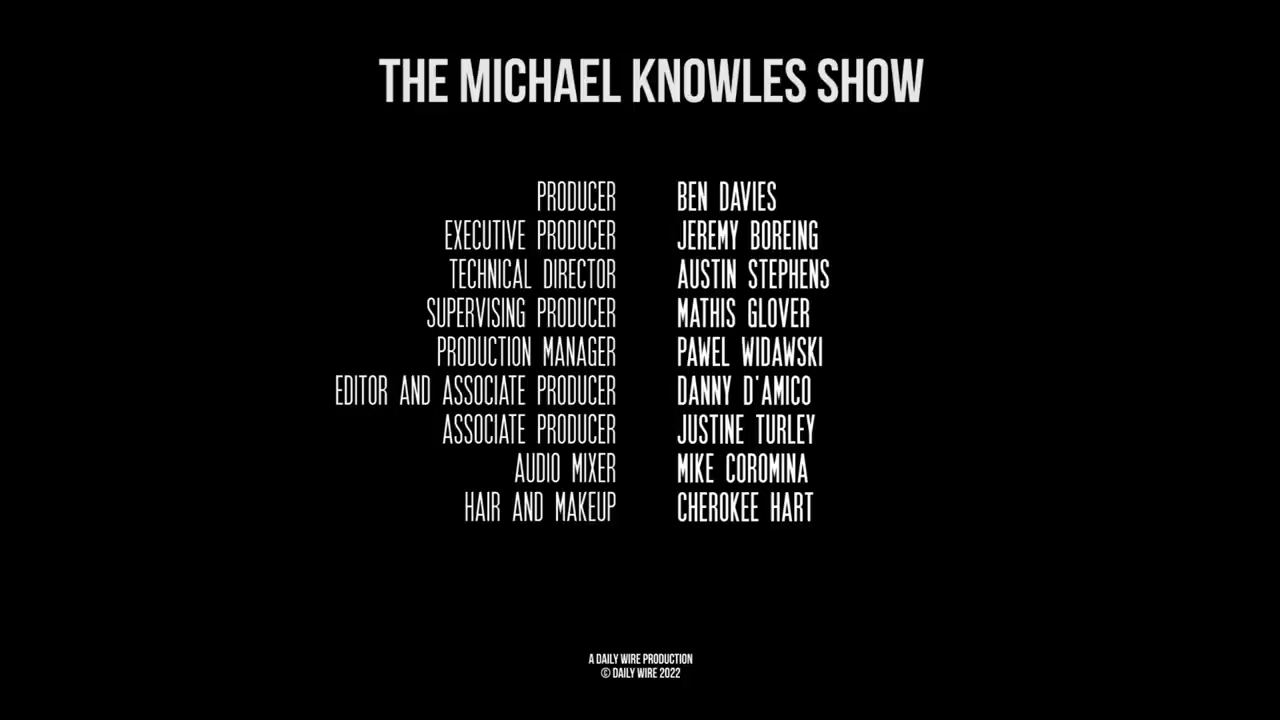 THE MICHAEL KNOWLES SHOW
PRODUCER BEN DAVIES
EXECUTIVE PRODUCER JEREMY BOREING
TECHNICAL DIRECTOR AUSTIN STEPHENS
SUPERVISING PRODUCER MATHIS GLOVER
PRODUCTION MANAGER PAWEL WIDAWSKI
EDITOR AND ASSOCIATE PRODUCER DANNY D'AMICO
ASSOCIATE PRODUCER JUSTINE TURLEY
AUDIO MIXER MIKE COROMINA
HAIR AND MAKEUP CHEROKEE HART
A DAILY WIRE PRODUCTION
© DAILY WIRE 2022